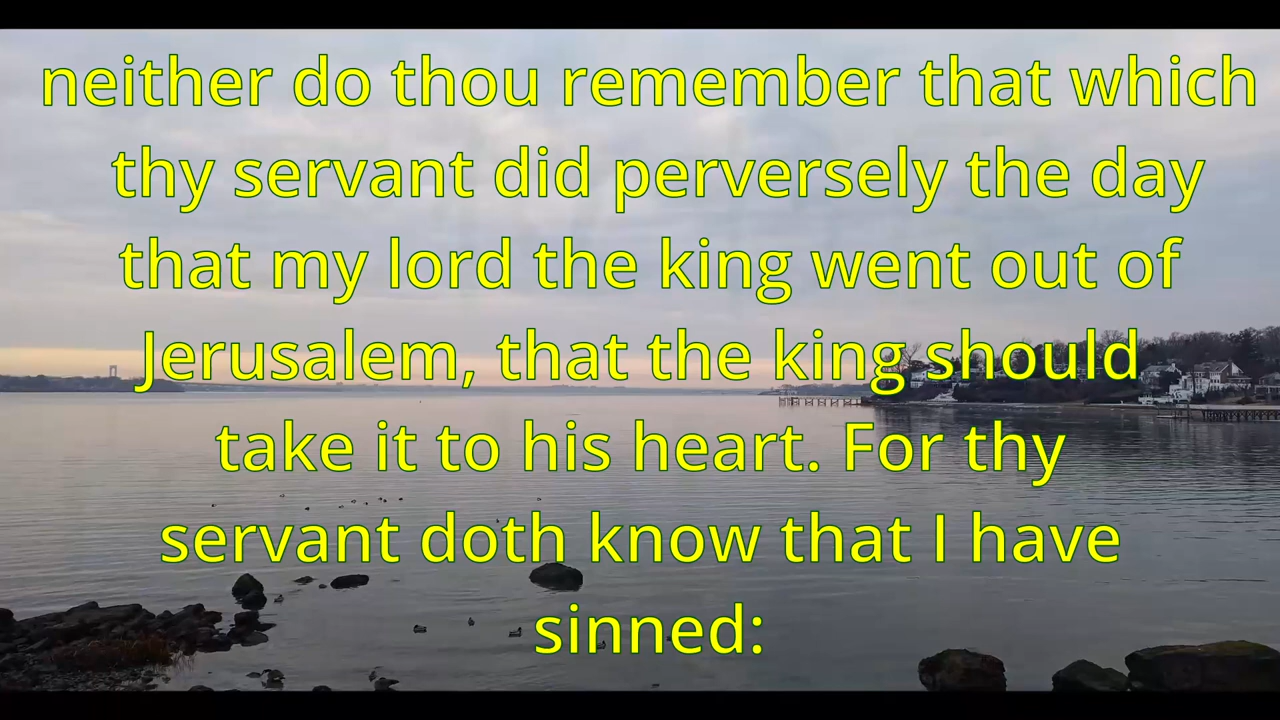 neither do thou remember that which
thy servant did perversely the day
that my lord the king went out of
Jerusalem, that the king should
take it to his heart. For thy
servant doth know that I have
sinned: